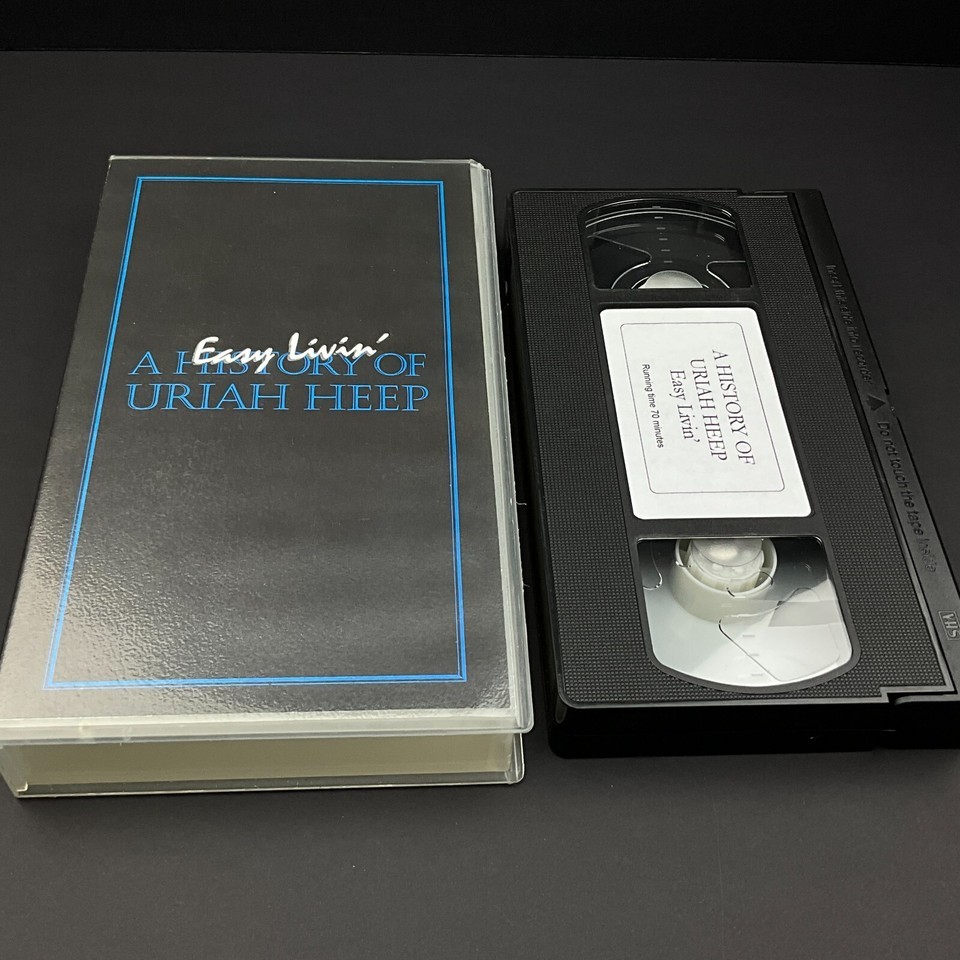 Easy Livin'
A HISTORY OF
URIAH HEEP
A HISTORY OF
URIAH HEEP
Easy Livin'
Running time 70 minutes
Do not touch the tape inside
VHS